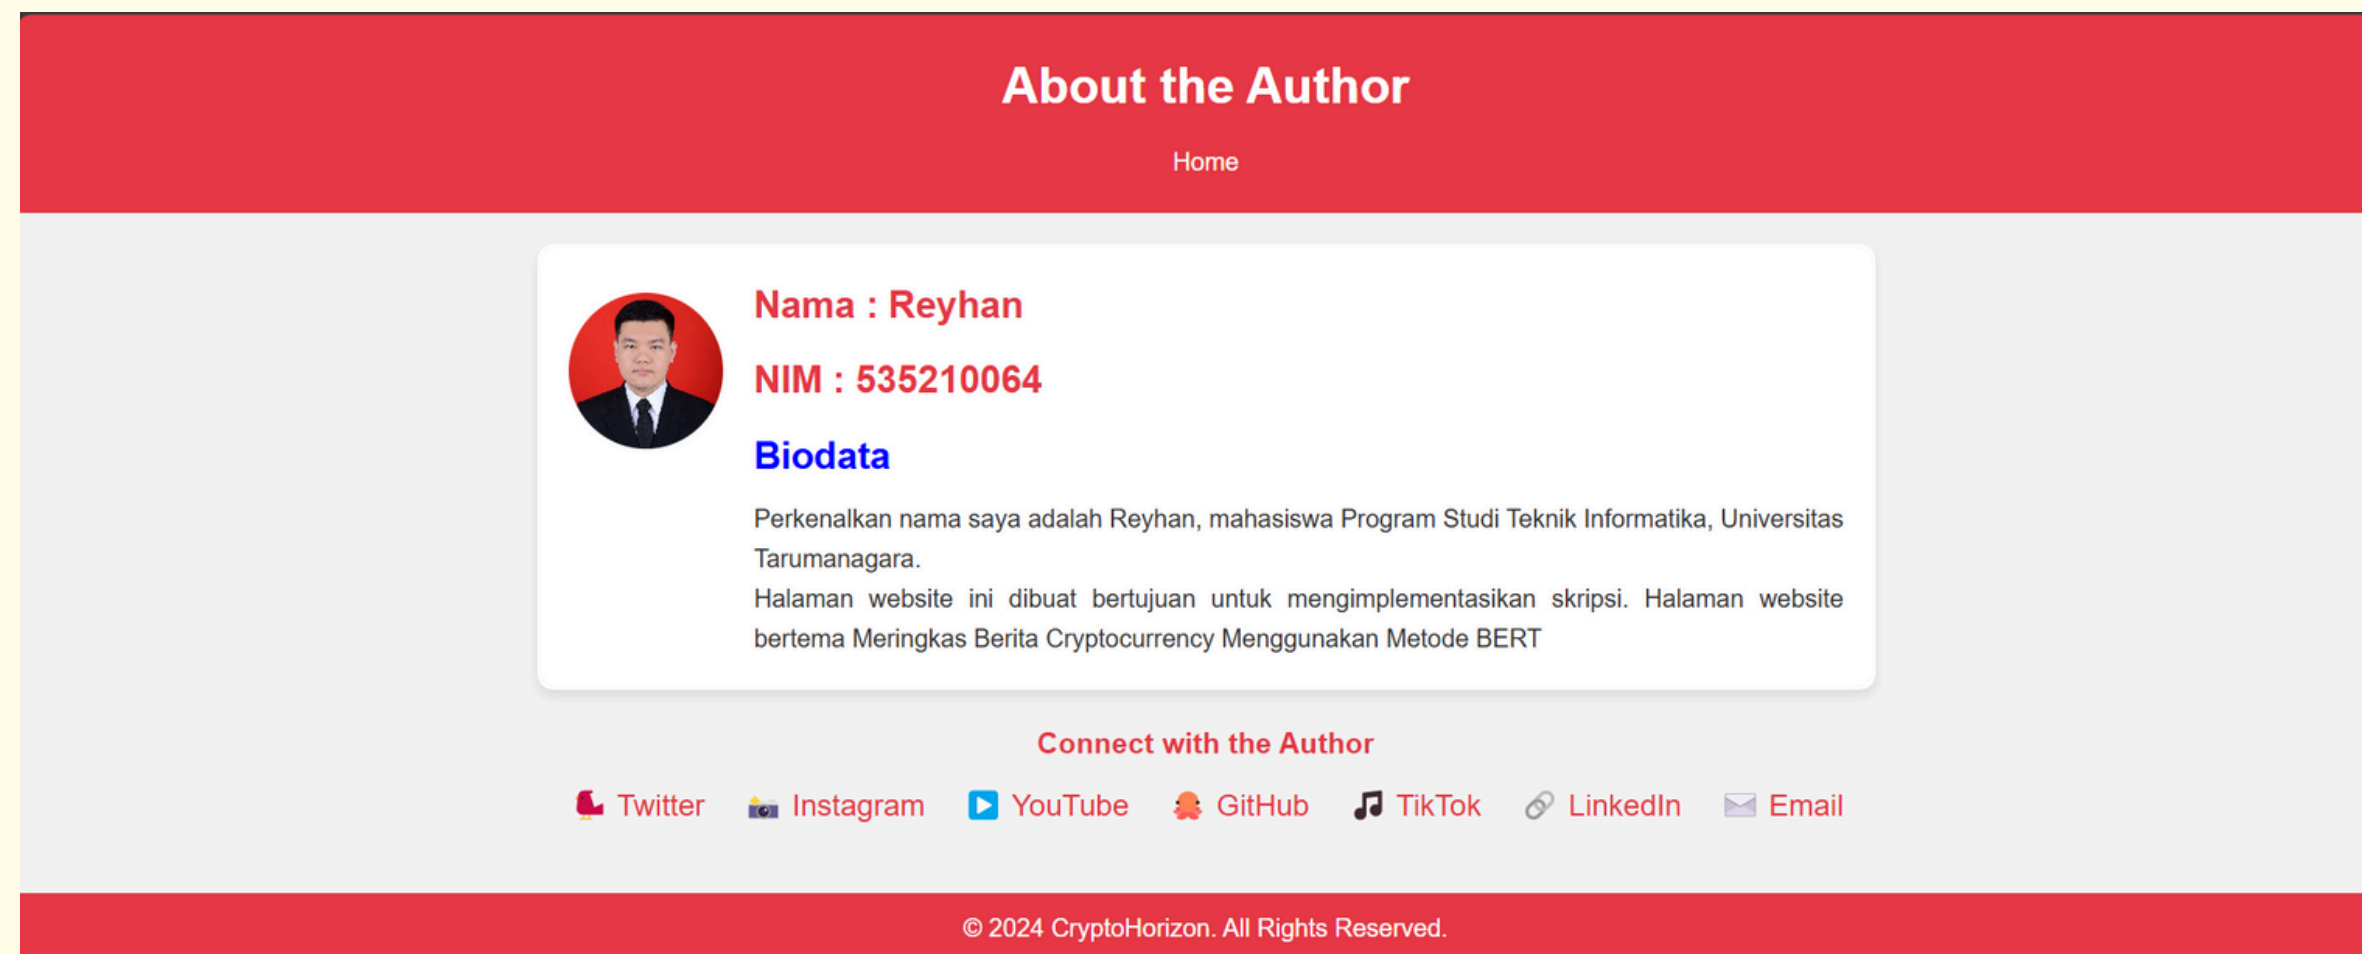 About the Author
Home
Nama : Reyhan
NIM : 535210064
Biodata
Perkenalkan nama saya adalah Reyhan, mahasiswa Program Studi Teknik Informatika, Universitas
Tarumanagara.
Halaman website ini dibuat bertujuan untuk mengimplementasikan skripsi. Halaman website
bertema Meringkas Berita Cryptocurrency Menggunakan Metode BERT
Connect with the Author
Twitter Instagram YouTube GitHub TikTok LinkedIn Email
© 2024 CryptoHorizon. All Rights Reserved.